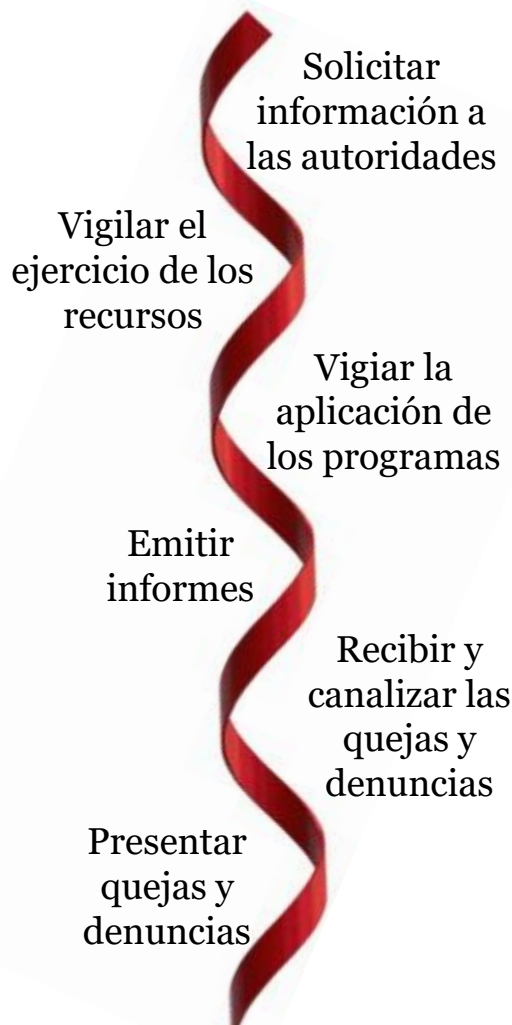 Solicitar
información a
las autoridades
Vigilar el
ejercicio de los
recursos
Vigiar la
aplicación de
los programas
Emitir
informes
Recibir y
canalizar las
quejas y
denuncias
Presentar
quejas y
denuncias